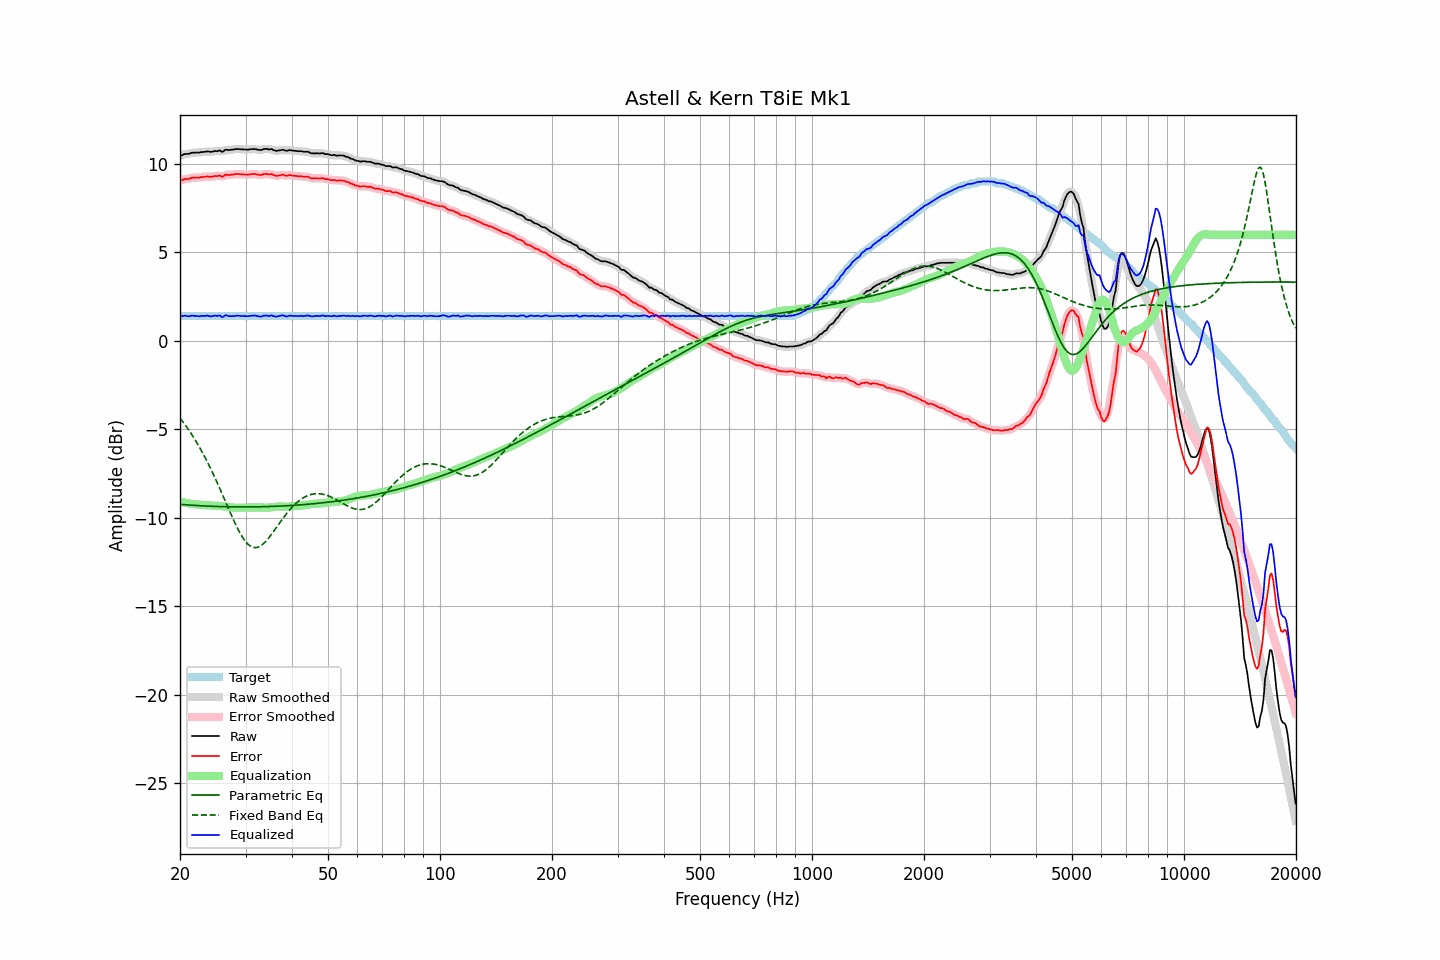 Astell & Kern T8iE Mk1
Amplitude (dBr)
10
5
0
−5
−10
−15
−20
−25
Target
Raw Smoothed
Error Smoothed
Raw
Error
Equalization
Parametric Eq
Fixed Band Eq
Equalized
20 50 100 200 500 1000 2000 5000 10000 20000
Frequency (Hz)